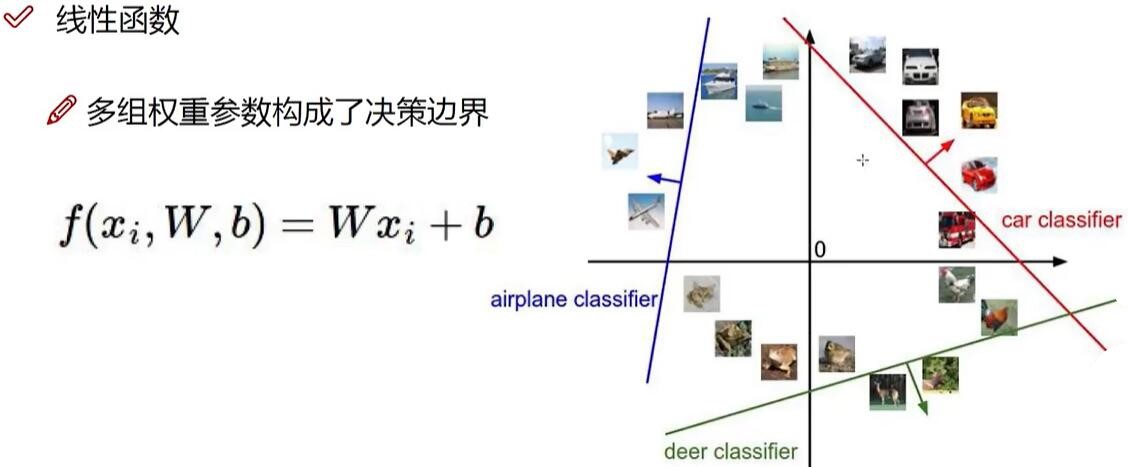 线性函数
多组权重参数构成了决策边界
f(x_i, W, b) = Wx_i + b
0
car classifier
airplane classifier
deer classifier